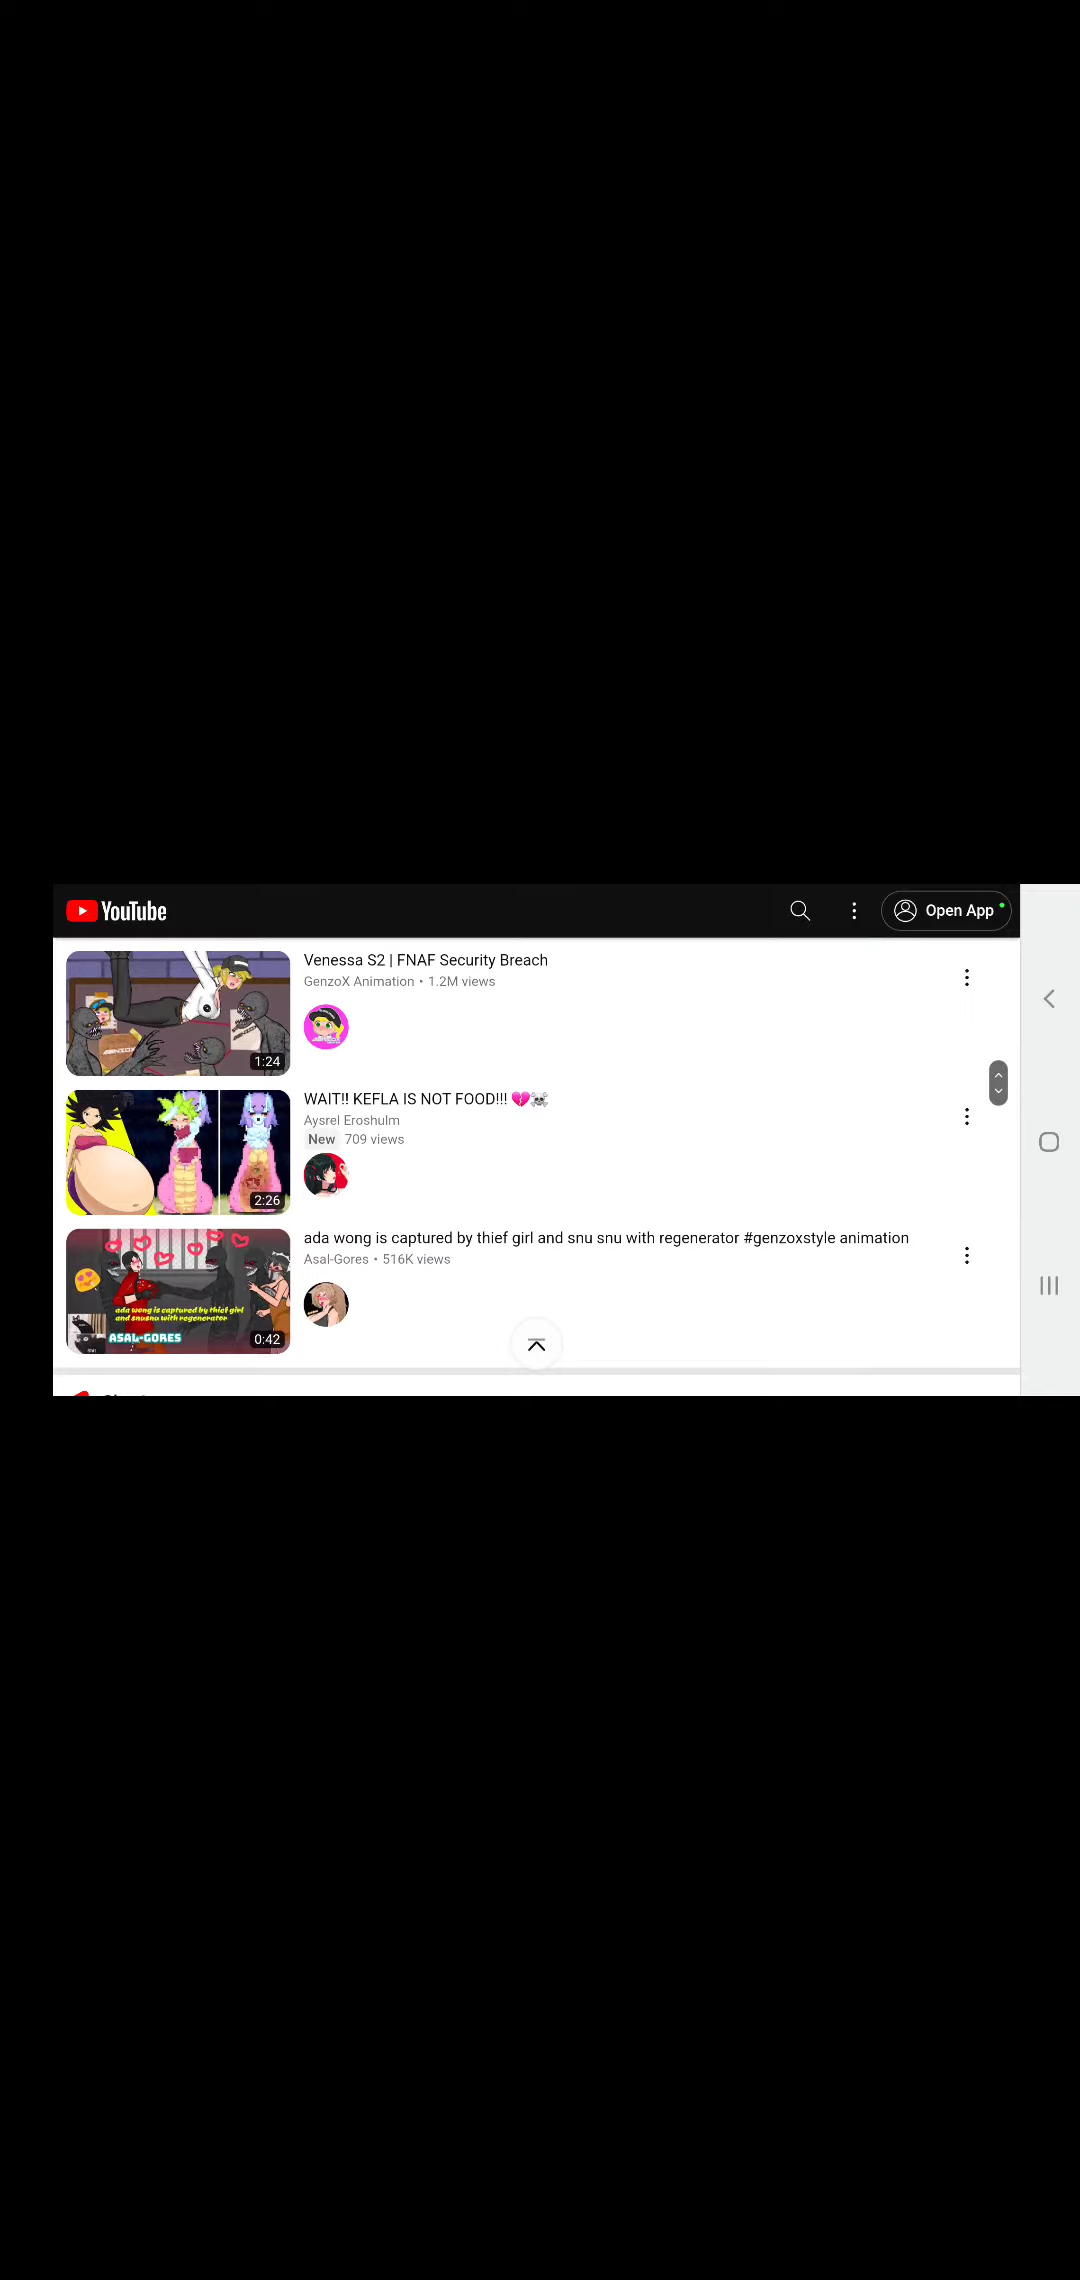 YouTube
Open App
Venessa S2 | FNAF Security Breach
GenzoX Animation • 1.2M views
1:24
WAIT!! KEFLA IS NOT FOOD!!! 💔☠️
Aysrel Eroshulm
New 709 views
2:26
ada wong is captured by thief girl and snu snu with regenerator #genzoxstyle animation
Asal-Gores • 516K views
ada wong is captured by thief girl
and snusnu with regenerator
ASAL-GORES
0:42